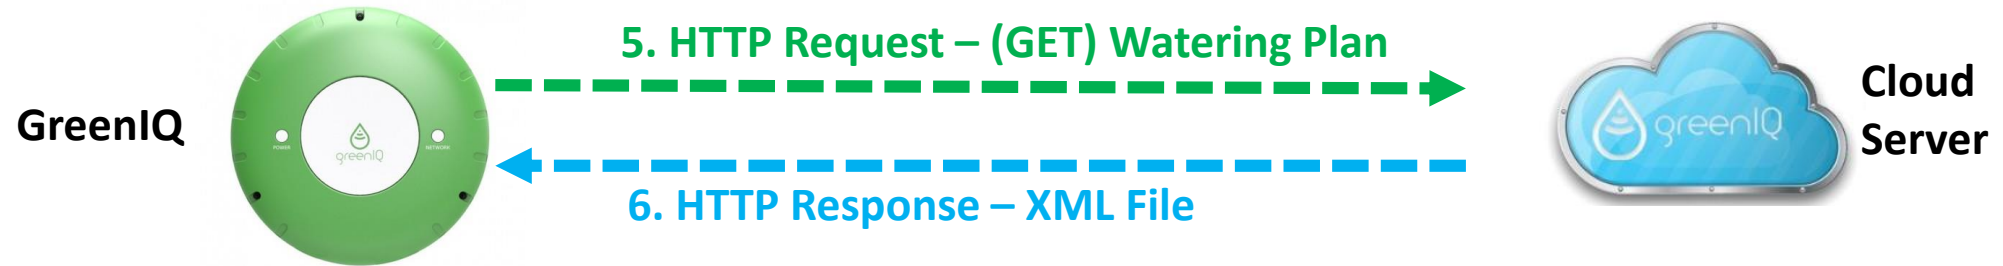 5. HTTP Request – (GET) Watering Plan
GreenIQ
POWER
greenIQ
NETWORK
greenIQ
Cloud
Server
6. HTTP Response – XML File